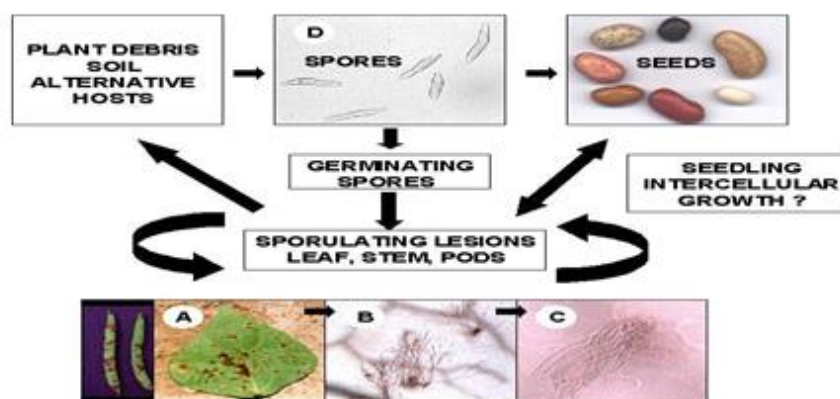 PLANT DEBRIS
SOIL
ALTERNATIVE
HOSTS
D
SPORES
SEEDS
GERMINATING
SPORES
SEEDLING
INTERCELLULAR
GROWTH ?
SPORULATING LESIONS
LEAF, STEM, PODS
A
B
C